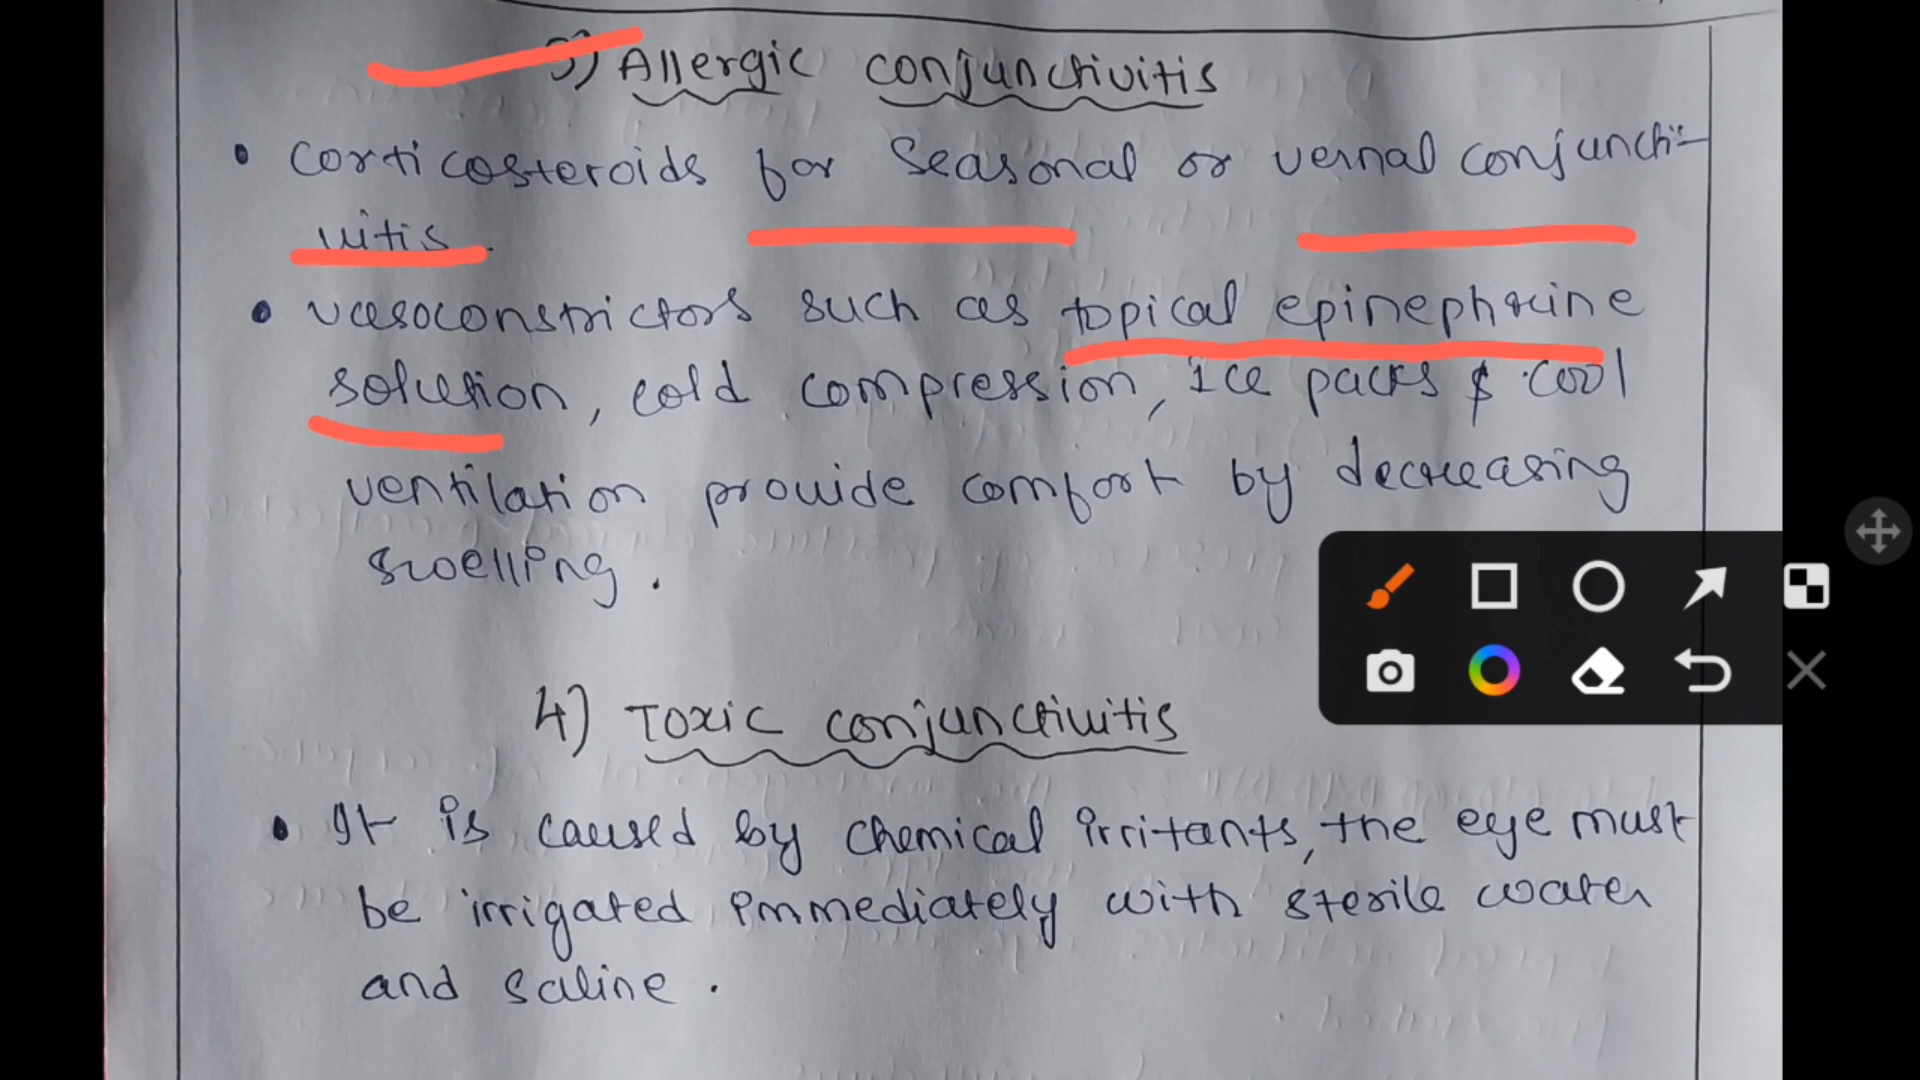 3) Allergic conjunctivitis
• corticosteroids for seasonal or vernal conjuncti-
vitis.
• vasoconstrictors such as topical epinephrine
solution, cold compression, Ice packs & cool
ventilation provide comfort by decreasing
swelling.
4) Toxic conjunctivitis
• It is caused by chemical irritants, the eye must
be irrigated immediately with sterile water
and saline.